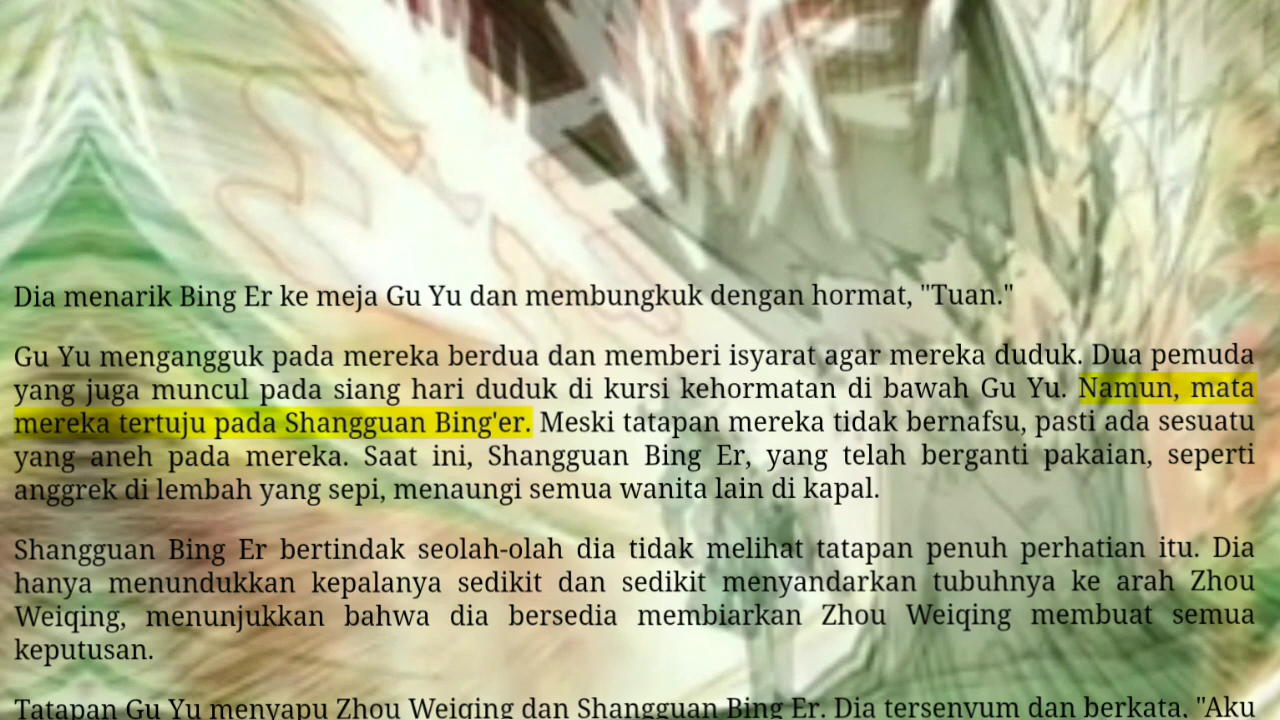 Dia menarik Bing Er ke meja Gu Yu dan membungkuk dengan hormat, "Tuan."
Gu Yu mengangguk pada mereka berdua dan memberi isyarat agar mereka duduk. Dua pemuda
yang juga muncul pada siang hari duduk di kursi kehormatan di bawah Gu Yu. Namun, mata
mereka tertuju pada Shangguan Bing'er. Meski tatapan mereka tidak bernafsu, pasti ada sesuatu
yang aneh pada mereka. Saat ini, Shangguan Bing Er, yang telah berganti pakaian, seperti
anggrek di lembah yang sepi, menaungi semua wanita lain di kapal.
Shangguan Bing Er bertindak seolah-olah dia tidak melihat tatapan penuh perhatian itu. Dia
hanya menundukkan kepalanya sedikit dan sedikit menyandarkan tubuhnya ke arah Zhou
Weiqing, menunjukkan bahwa dia bersedia membiarkan Zhou Weiqing membuat semua
keputusan.
Tatapan Gu Yu menyapu Zhou Weiqing dan Shangguan Bing Er. Dia tersenyum dan berkata, "Aku